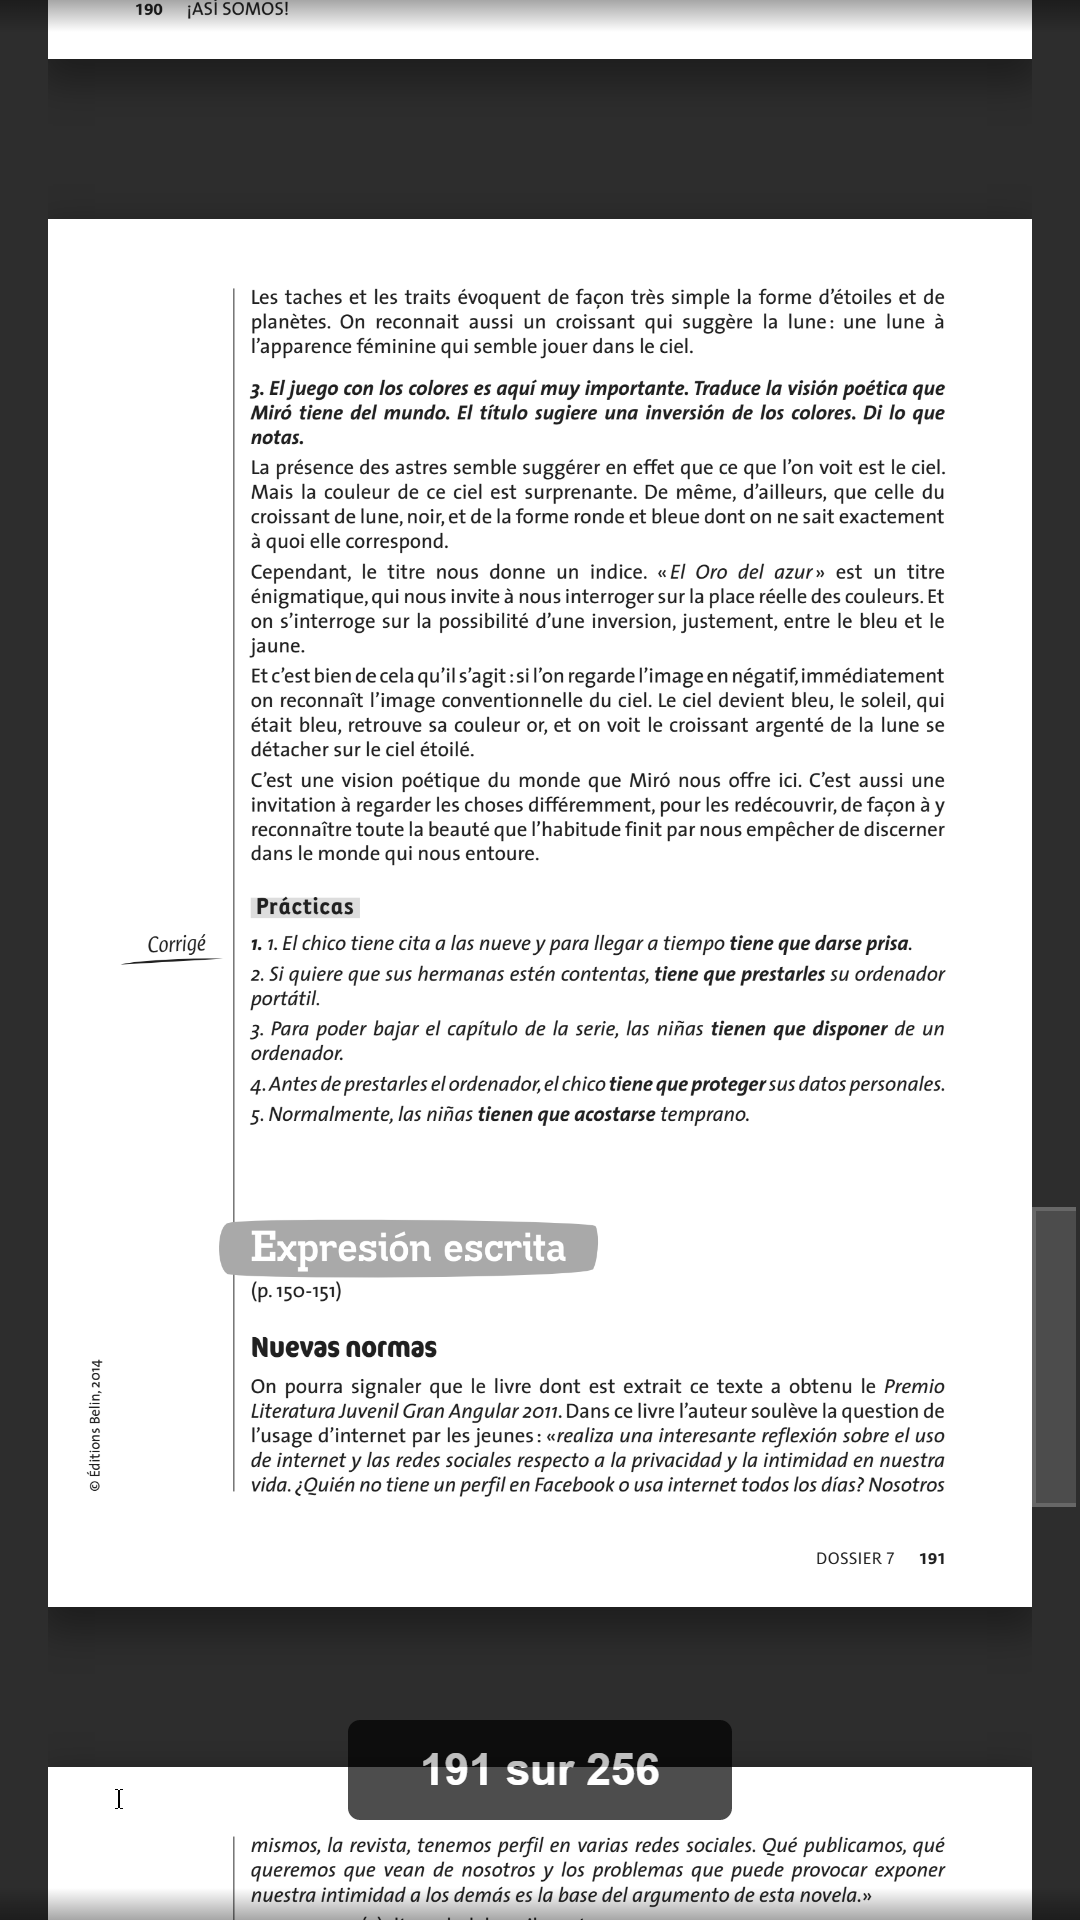 190 ¡ASÍ SOMOS!
Les taches et les traits évoquent de façon très simple la forme d'étoiles et de
planètes. On reconnait aussi un croissant qui suggère la lune : une lune à
l'apparence féminine qui semble jouer dans le ciel.
3. El juego con los colores es aquí muy importante. Traduce la visión poética que
Miró tiene del mundo. El título sugiere una inversión de los colores. Di lo que
notas.
La présence des astres semble suggérer en effet que ce que l'on voit est le ciel.
Mais la couleur de ce ciel est surprenante. De même, d'ailleurs, que celle du
croissant de lune, noir, et de la forme ronde et bleue dont on ne sait exactement
à quoi elle correspond.
Cependant, le titre nous donne un indice. « El Oro del azur » est un titre
énigmatique, qui nous invite à nous interroger sur la place réelle des couleurs. Et
on s'interroge sur la possibilité d'une inversion, justement, entre le bleu et le
jaune.
Et c'est bien de cela qu'il s'agit : si l'on regarde l'image en négatif, immédiatement
on reconnaît l'image conventionnelle du ciel. Le ciel devient bleu, le soleil, qui
était bleu, retrouve sa couleur or, et on voit le croissant argenté de la lune se
détacher sur le ciel étoilé.
C'est une vision poétique du monde que Miró nous offre ici. C'est aussi une
invitation à regarder les choses différemment, pour les redécouvrir, de façon à y
reconnaître toute la beauté que l'habitude finit par nous empêcher de discerner
dans le monde qui nous entoure.
Prácticas
Corrigé
1. 1. El chico tiene cita a las nueve y para llegar a tiempo tiene que darse prisa.
2. Si quiere que sus hermanas estén contentas, tiene que prestarles su ordenador
portátil.
3. Para poder bajar el capítulo de la serie, las niñas tienen que disponer de un
ordenador.
4. Antes de prestarles el ordenador, el chico tiene que proteger sus datos personales.
5. Normalmente, las niñas tienen que acostarse temprano.
Expresión escrita
(p. 150-151)
Nuevas normas
On pourra signaler que le livre dont est extrait ce texte a obtenu le Premio
Literatura Juvenil Gran Angular 2011. Dans ce livre l'auteur soulève la question de
l'usage d'internet par les jeunes : «realiza una interesante reflexión sobre el uso
de internet y las redes sociales respecto a la privacidad y la intimidad en nuestra
vida. ¿Quién no tiene un perfil en Facebook o usa internet todos los días? Nosotros
© Éditions Belin, 2014
DOSSIER 7 191
191 sur 256
mismos, la revista, tenemos perfil en varias redes sociales. Qué publicamos, qué
queremos que vean de nosotros y los problemas que puede provocar exponer
nuestra intimidad a los demás es la base del argumento de esta novela.»